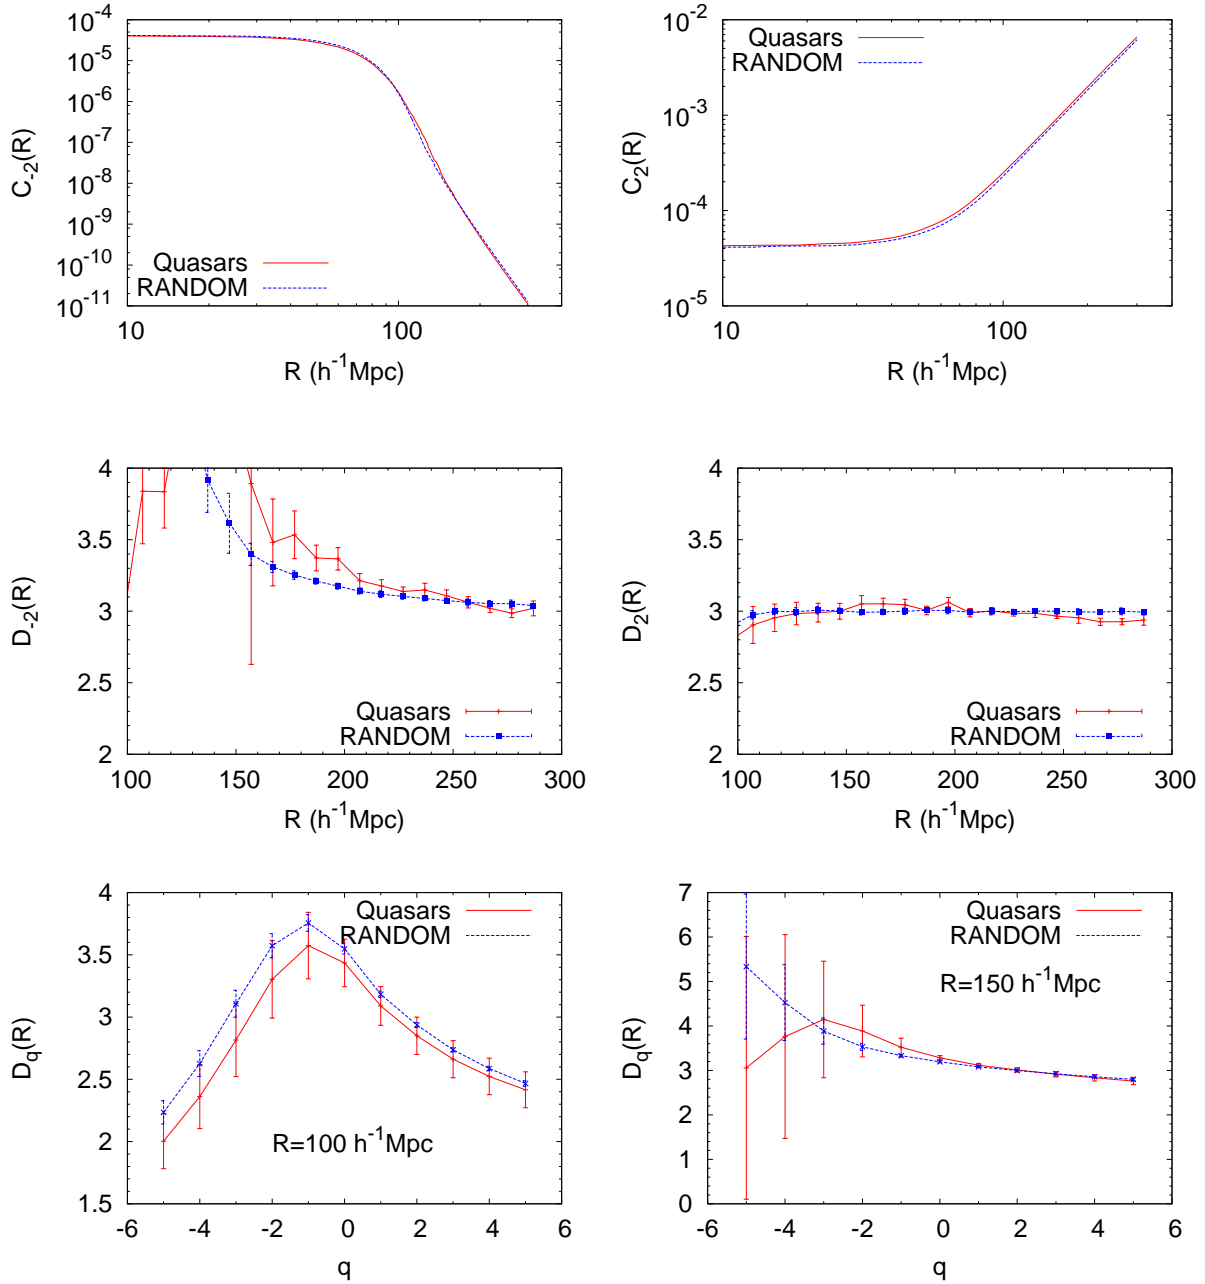 10^-4
10^-5
10^-6
10^-7
10^-8
10^-9
10^-10
10^-11
C_-2(R)
Quasars
RANDOM
10
100
R (h^-1Mpc)
10^-2
10^-3
10^-4
10^-5
C_2(R)
Quasars
RANDOM
10
100
R (h^-1Mpc)
4
3.5
3
2.5
2
D_-2(R)
Quasars
RANDOM
100 150 200 250 300
R (h^-1Mpc)
4
3.5
3
2.5
2
D_2(R)
Quasars
RANDOM
100 150 200 250 300
R (h^-1Mpc)
4
3.5
3
2.5
2
1.5
D_q(R)
Quasars
RANDOM
R=100 h^-1Mpc
-6 -4 -2 0 2 4 6
q
7
6
5
4
3
2
1
0
D_q(R)
Quasars
RANDOM
R=150 h^-1Mpc
-6 -4 -2 0 2 4 6
q